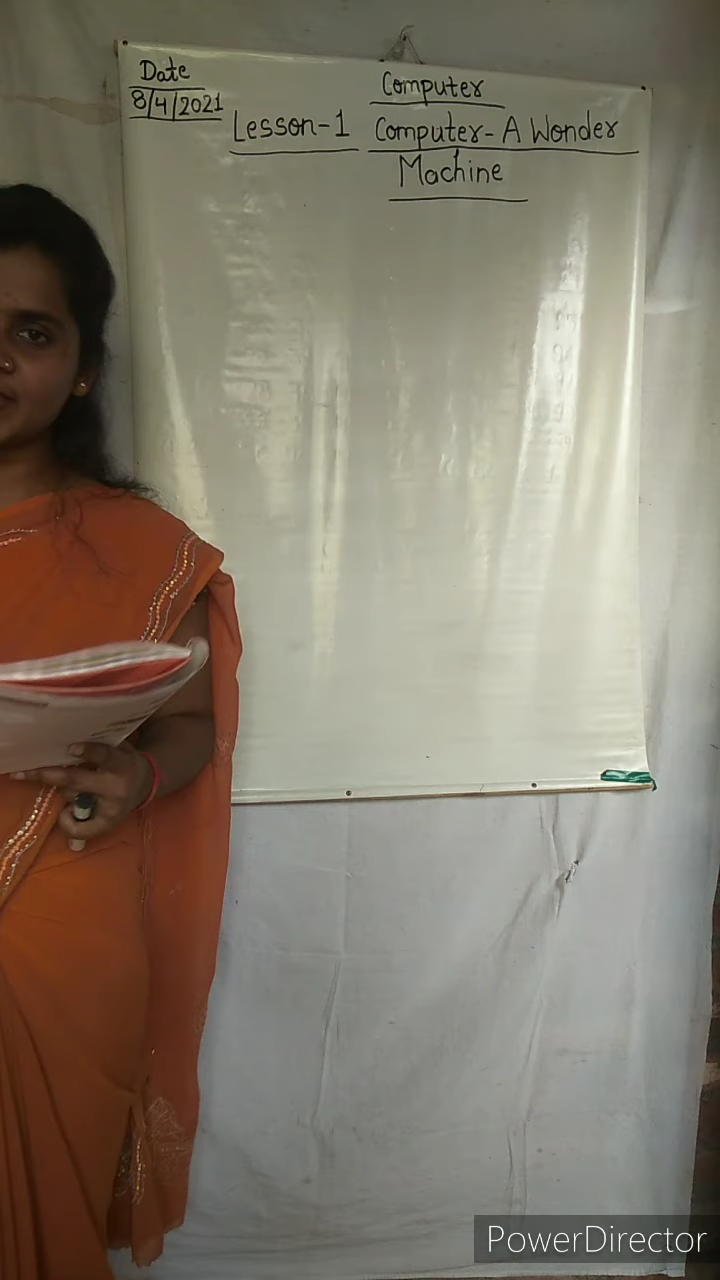 Date
8/4/2021
Computer
Lesson-1 Computer- A Wonder
Machine
PowerDirector